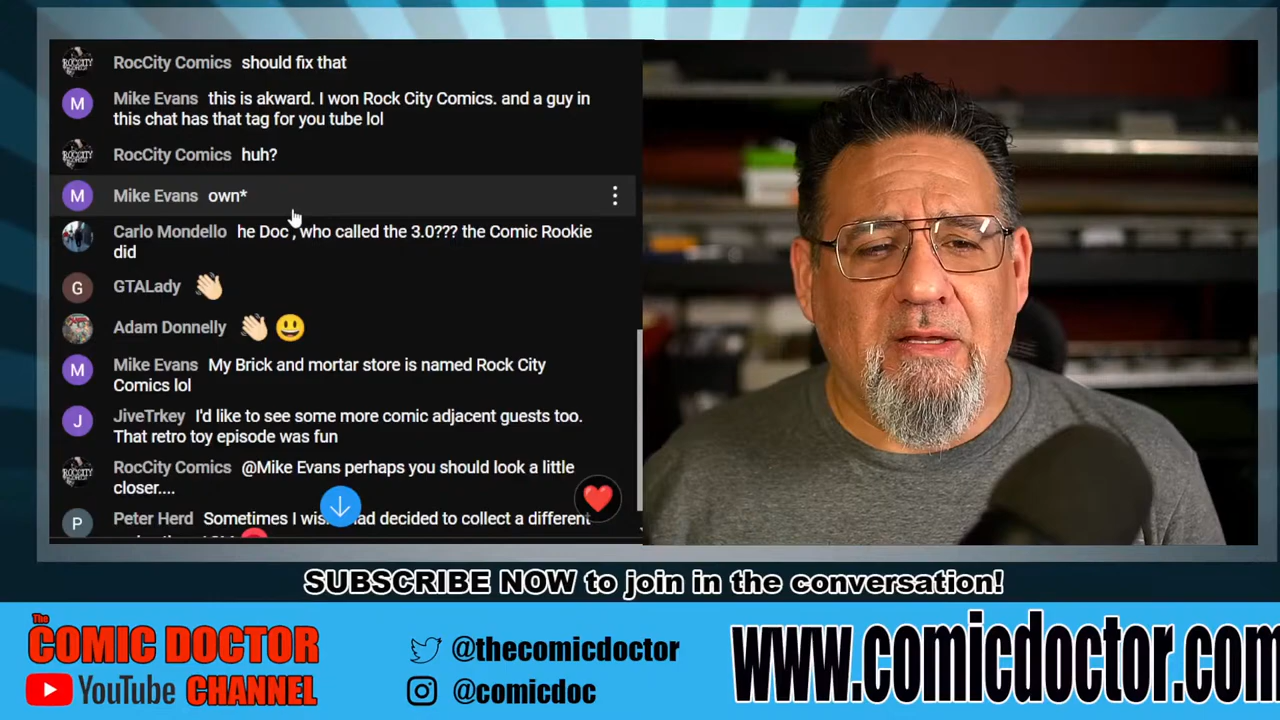 RocCity Comics should fix that
M Mike Evans this is akward. I won Rock City Comics. and a guy in
this chat has that tag for you tube lol
RocCity Comics huh?
M Mike Evans own*
Carlo Mondello he Doc , who called the 3.0??? the Comic Rookie
did
G GTALady 👋🏻
Adam Donnelly 👋🏻 😃
M Mike Evans My Brick and mortar store is named Rock City
Comics lol
J JiveTrkey I'd like to see some more comic adjacent guests too.
That retro toy episode was fun
RocCity Comics @Mike Evans perhaps you should look a little
closer....
P Peter Herd Sometimes I had decided to collect a different
SUBSCRIBE NOW to join in the conversation!
The
COMIC DOCTOR
YouTube CHANNEL
@thecomicdoctor
@comicdoc
www.comicdoctor.com